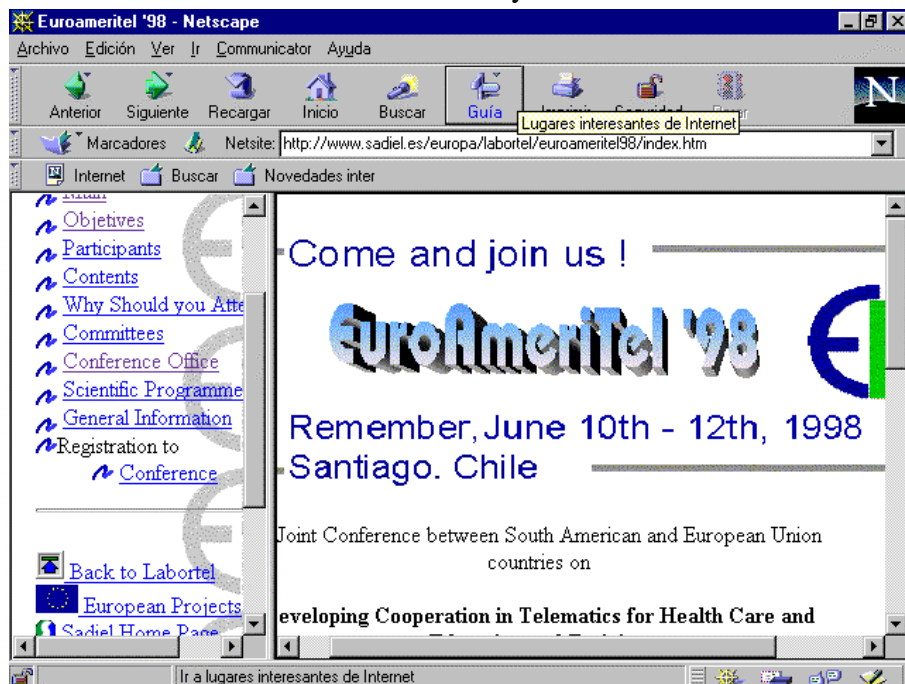 Euroameritel '98 - Netscape
Archivo Edición Ver Ir Communicator Ayuda
Anterior Siguiente Recargar Inicio Buscar Guía
Lugares interesantes de Internet
Marcadores Netsite: http://www.sadiel.es/europa/labortel/euroameritel98/index.htm
Internet Buscar Novedades inter
Main
Objetives
Participants
Contents
Why Should you Atte
Committees
Conference Office
Scientific Programme
General Information
Registration to
Conference
Back to Labortel
European Projects
Sadiel Home Page
Come and join us !
EuroAmeriTel '98
Remember, June 10th - 12th, 1998
Santiago. Chile
Joint Conference between South American and European Union
countries on
eveloping Cooperation in Telematics for Health Care and
Ir a lugares interesantes de Internet